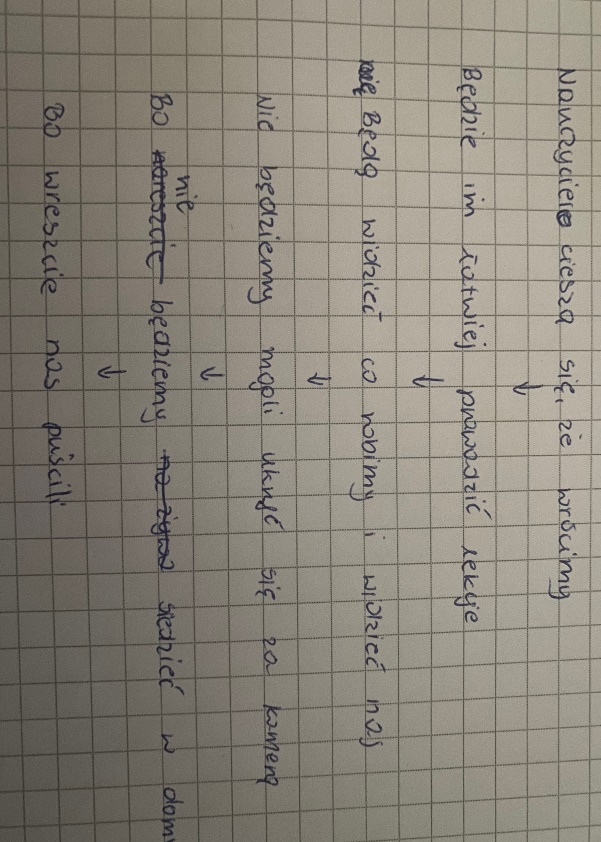 Nauczyciele cieszą się, że wrócimy
↓
Będzie im łatwiej prowadzić lekcje
↓
Będą widzieć co robimy i widzieć nas
↓
Nie będziemy mogli ukryć się za kamerą
↓
Bo nie będziemy siedzieć w domu
↓
Bo wreszcie nas puścili